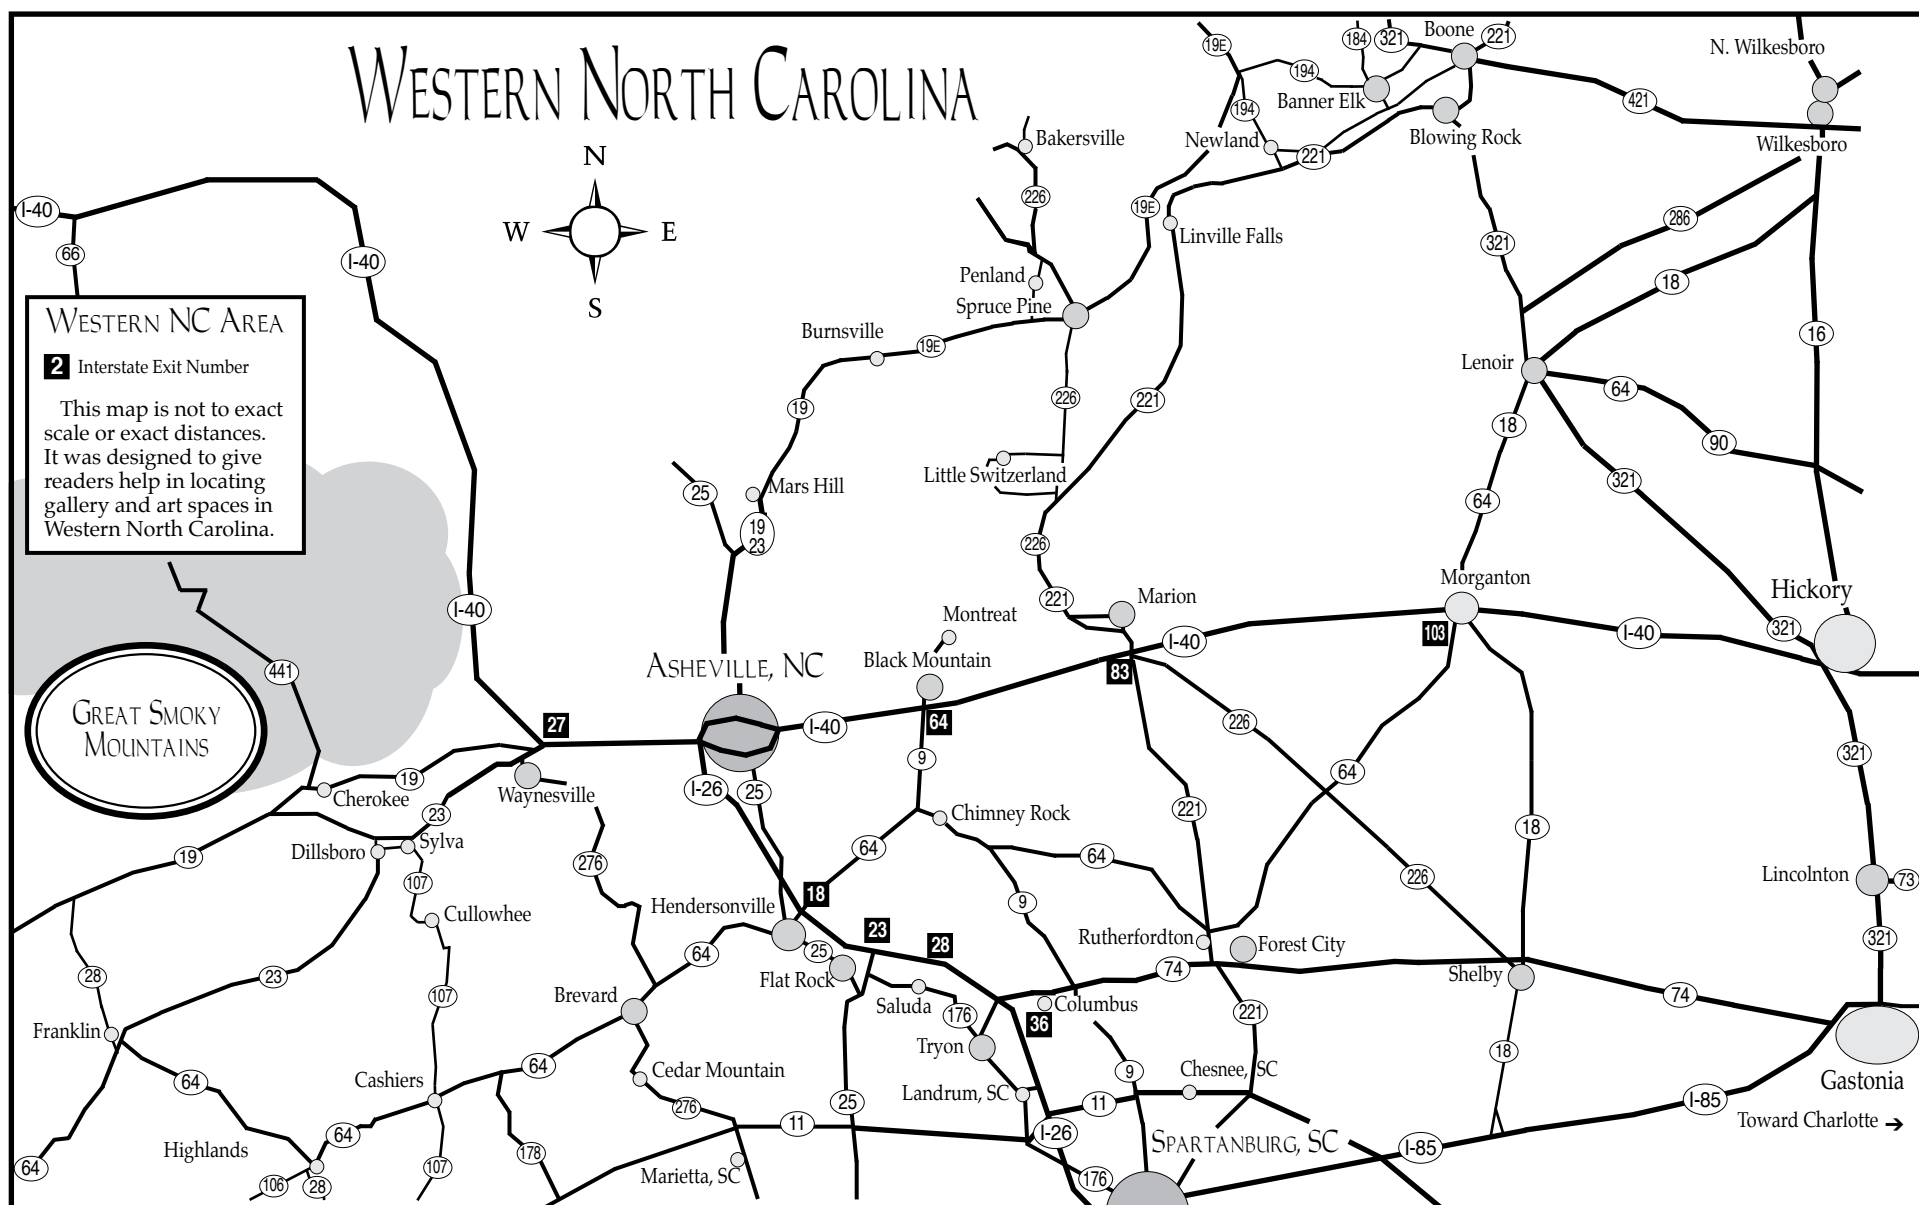 WESTERN NORTH CAROLINA
N
W E
S
19E
184
321
Boone
221
N. Wilkesboro
194
Banner Elk
194
421
Newland
221
Blowing Rock
Wilkesboro
Bakersville
226
19E
Linville Falls
321
286
18
16
I-40
66
I-40
WESTERN NC AREA
2 Interstate Exit Number
This map is not to exact
scale or exact distances.
It was designed to give
readers help in locating
gallery and art spaces in
Western North Carolina.
Penland
Spruce Pine
Burnsville
19E
19
226
221
Lenoir
64
18
90
321
64
25
Mars Hill
19
23
Little Switzerland
226
221
Marion
Morganton
103
Hickory
321
I-40
I-40
I-40
Montreat
Black Mountain
ASHEVILLE, NC
83
441
GREAT SMOKY
MOUNTAINS
27
I-40
64
226
321
9
64
Cherokee
19
Waynesville
I-26
25
23
Chimney Rock
221
18
Dillsboro
Sylva
19
276
64
64
226
Lincolnton
73
107
Cullowhee
18
Hendersonville
9
23
28
Rutherfordton
Forest City
321
64
25
Flat Rock
28
23
107
74
Shelby
74
Brevard
Saluda
176
36
Columbus
221
Franklin
Tryon
18
Gastonia
64
Cashiers
64
Cedar Mountain
Landrum, SC
9
Chesnee, SC
276
25
11
11
I-85
Toward Charlotte ➔
Highlands
64
178
I-26
SPARTANBURG, SC
I-85
64
106
28
107
Marietta, SC
176